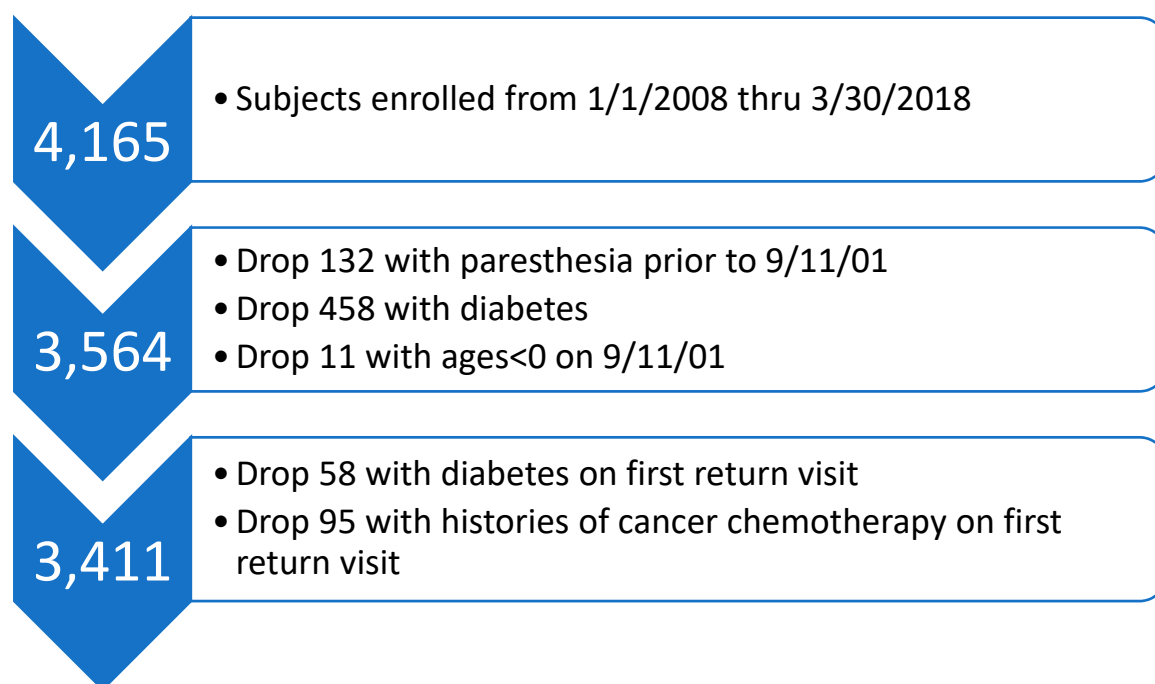 4,165
• Subjects enrolled from 1/1/2008 thru 3/30/2018
3,564
• Drop 132 with paresthesia prior to 9/11/01
• Drop 458 with diabetes
• Drop 11 with ages<0 on 9/11/01
3,411
• Drop 58 with diabetes on first return visit
• Drop 95 with histories of cancer chemotherapy on first
return visit